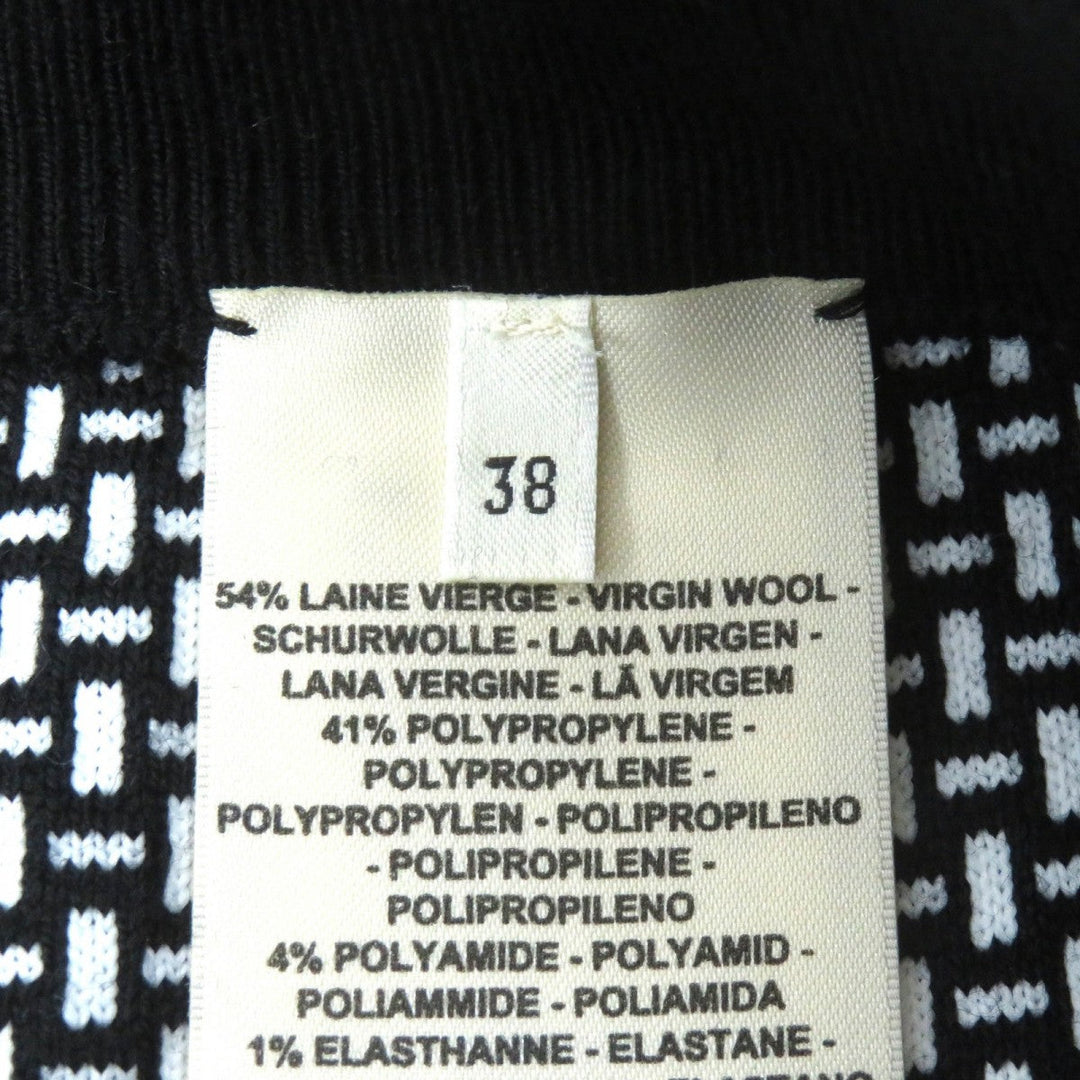 38
54% LAINE VIERGE - VIRGIN WOOL -
SCHURWOLLE - LANA VIRGEN -
LANA VERGINE - LÃ VIRGEM
41% POLYPROPYLENE -
POLYPROPYLENE -
POLYPROPYLEN - POLIPROPILENO
- POLIPROPILENE -
POLIPROPILENO
4% POLYAMIDE - POLYAMID -
POLIAMMIDE - POLIAMIDA
1% ELASTHANNE - ELASTANE -